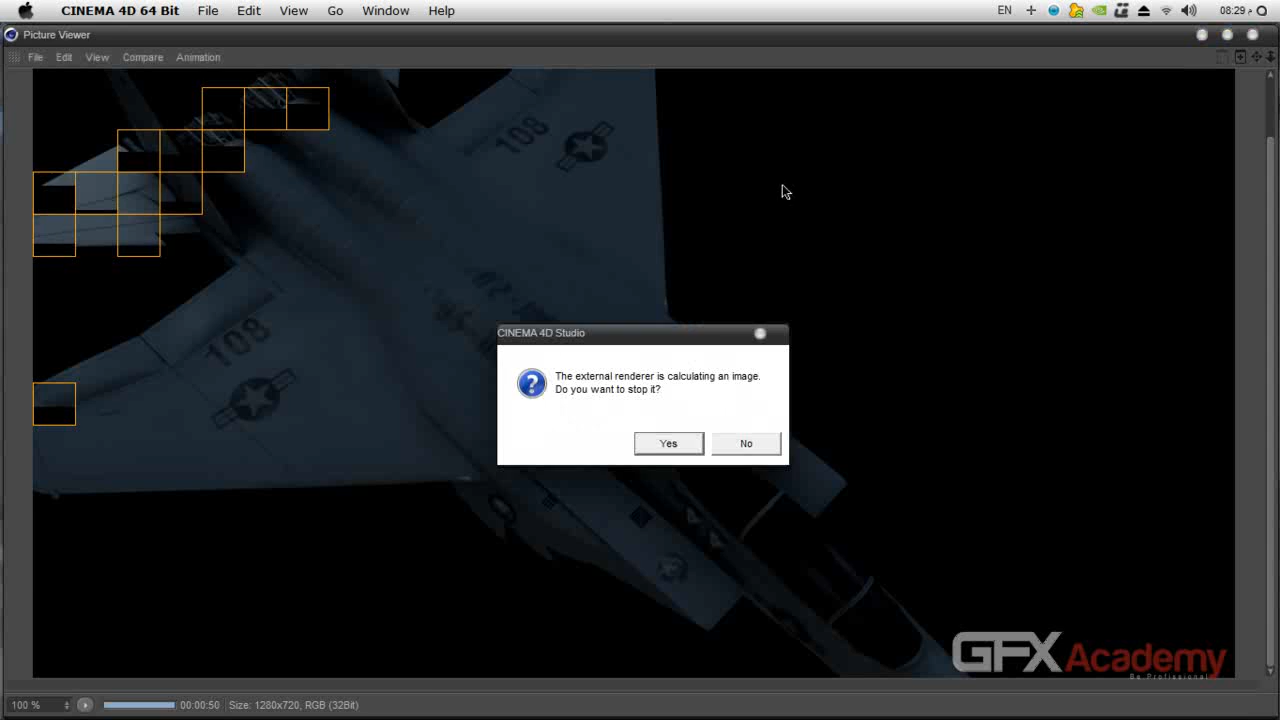 CINEMA 4D 64 Bit File Edit View Go Window Help EN 08:29 م
Picture Viewer
File Edit View Compare Animation
108
108
CINEMA 4D Studio
The external renderer is calculating an image.
Do you want to stop it?
Yes No
GFX Academy
Be Profissional
100 % 00:00:50 Size: 1280x720, RGB (32Bit)